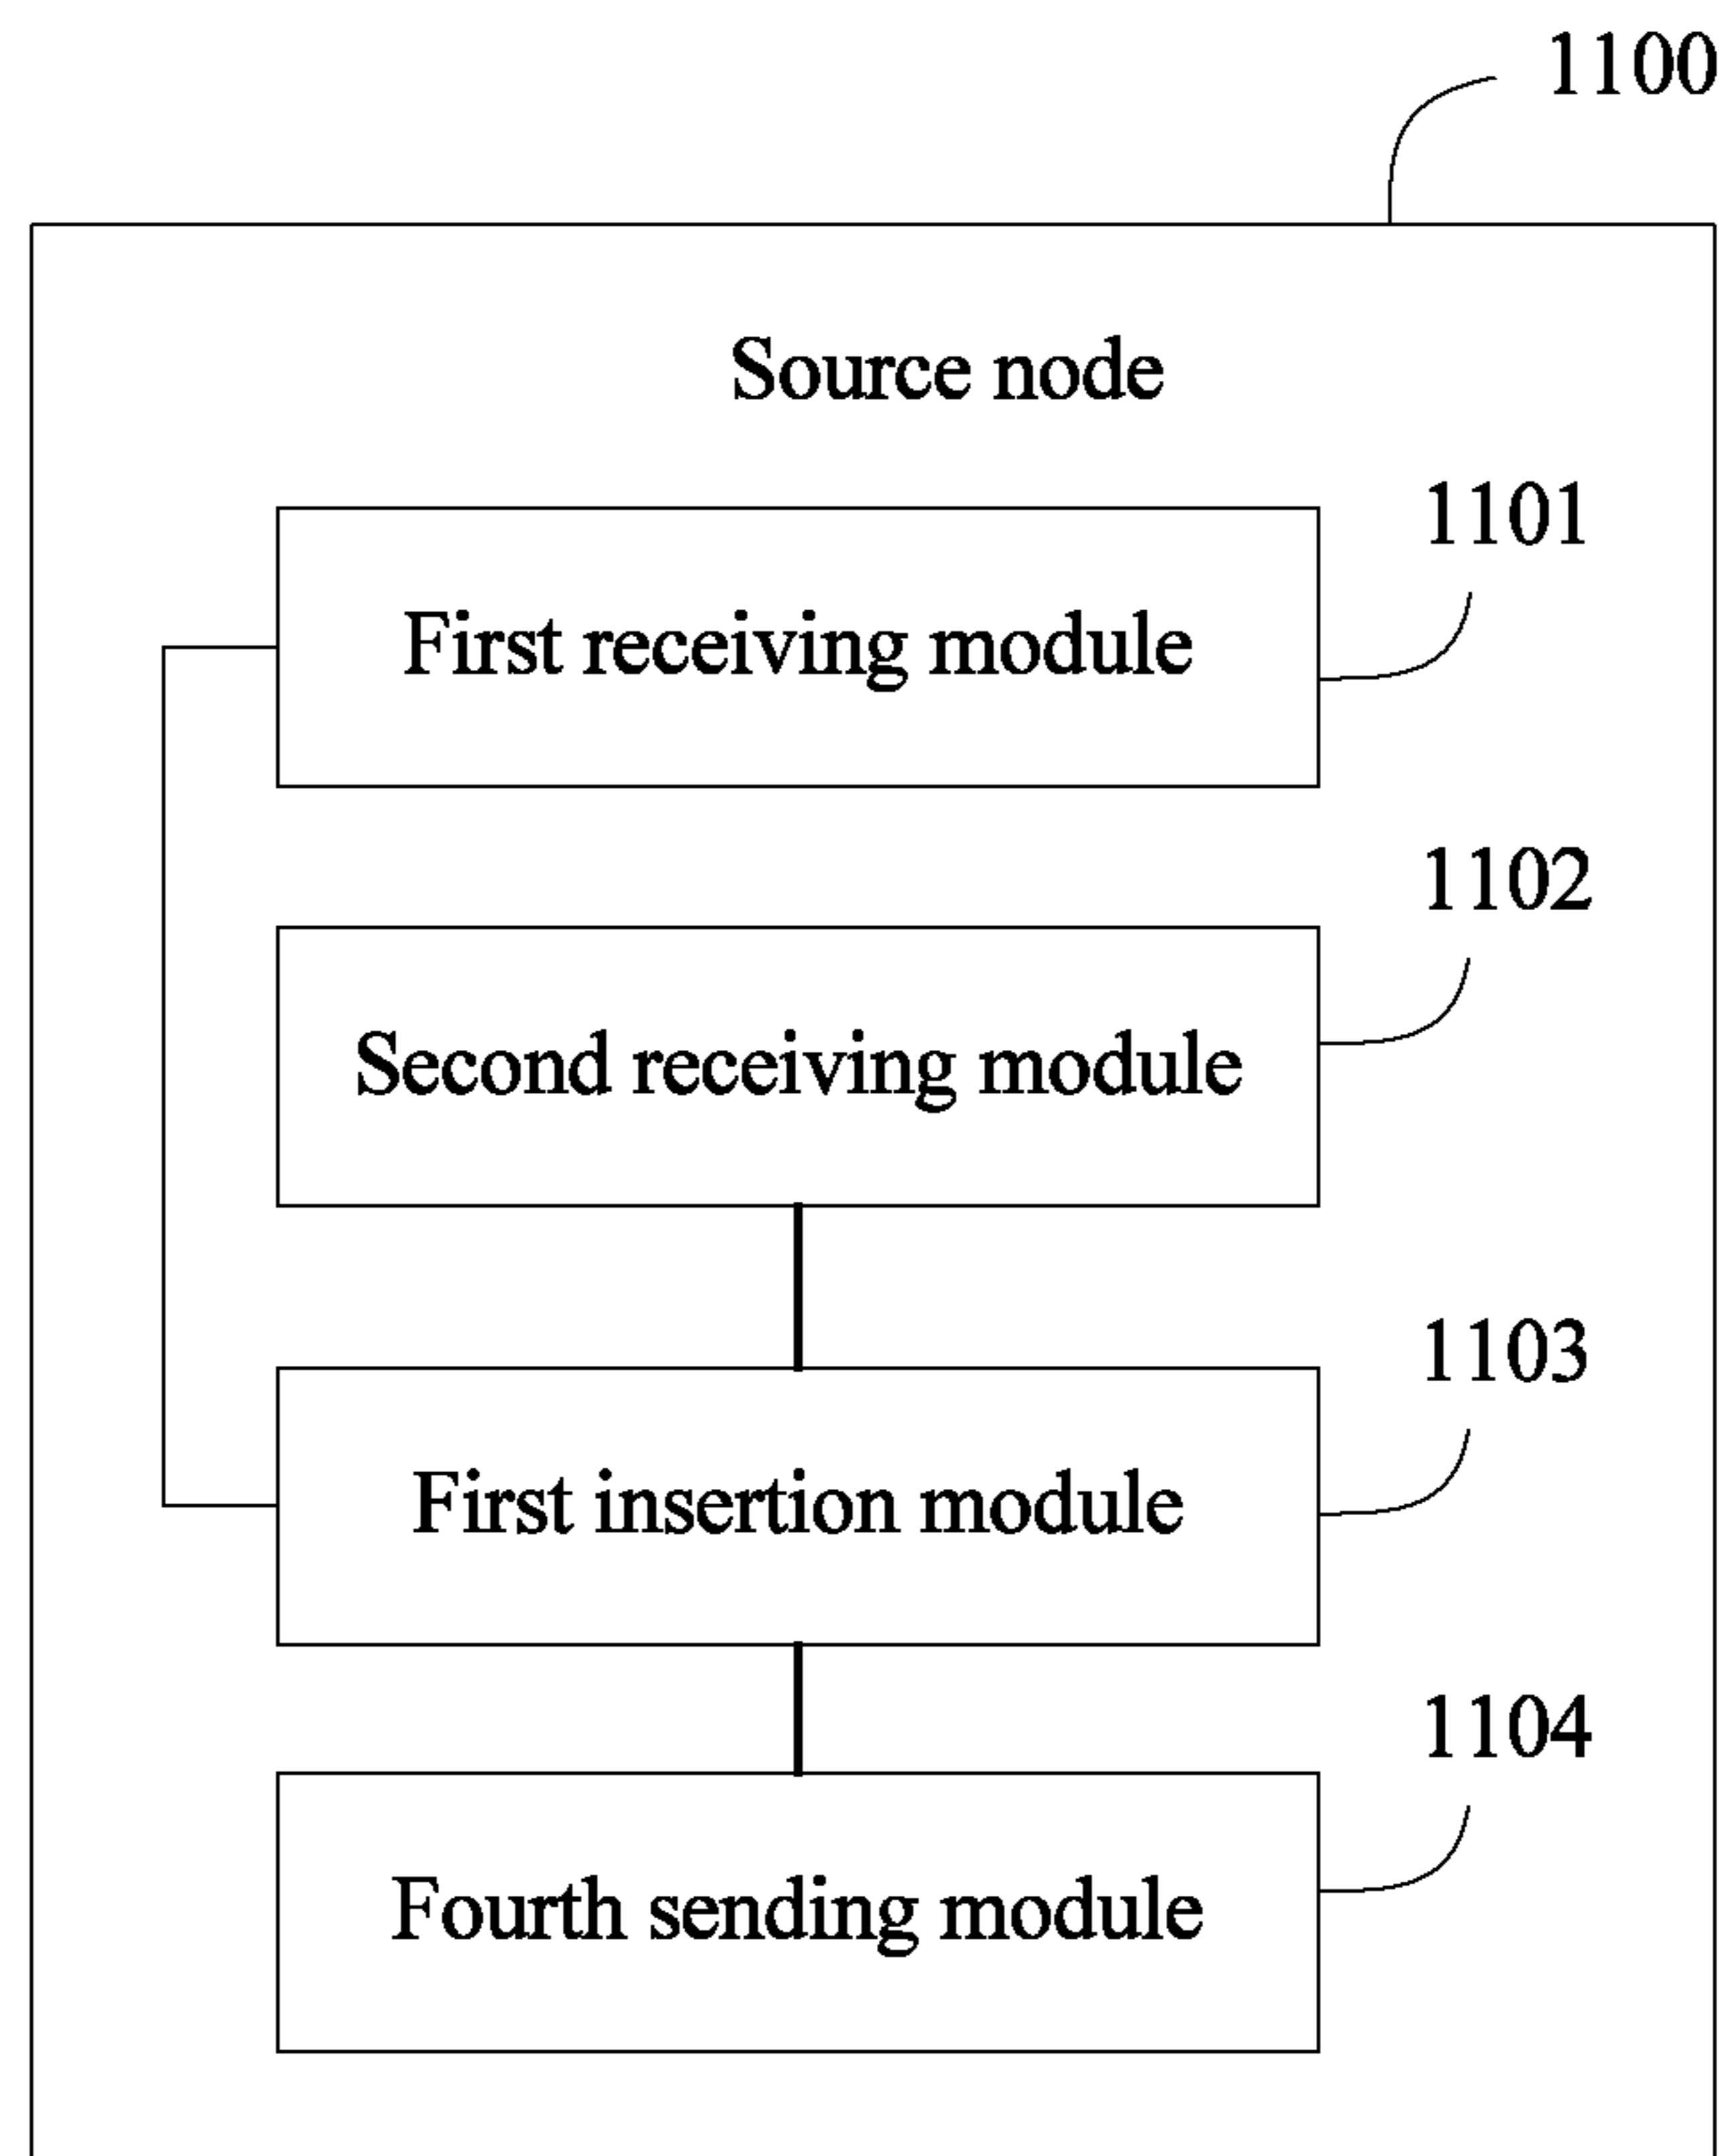 1100
Source node
1101
First receiving module
1102
Second receiving module
1103
First insertion module
1104
Fourth sending module